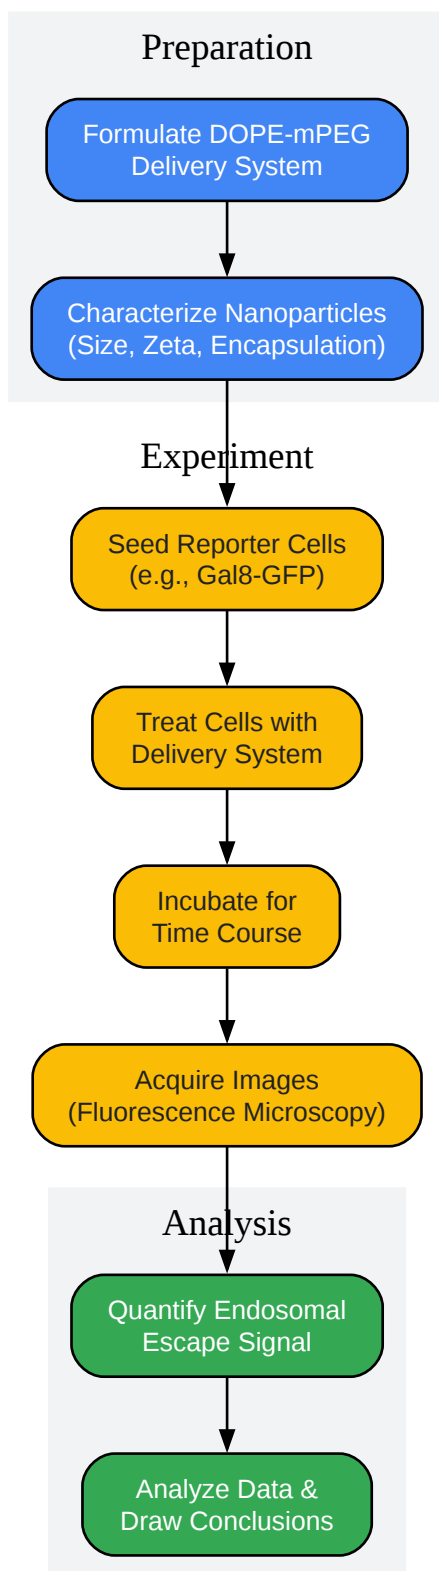 Preparation
Formulate DOPE-mPEG
Delivery System
Characterize Nanoparticles
(Size, Zeta, Encapsulation)
Experiment
Seed Reporter Cells
(e.g., Gal8-GFP)
Treat Cells with
Delivery System
Incubate for
Time Course
Acquire Images
(Fluorescence Microscopy)
Analysis
Quantify Endosomal
Escape Signal
Analyze Data &
Draw Conclusions